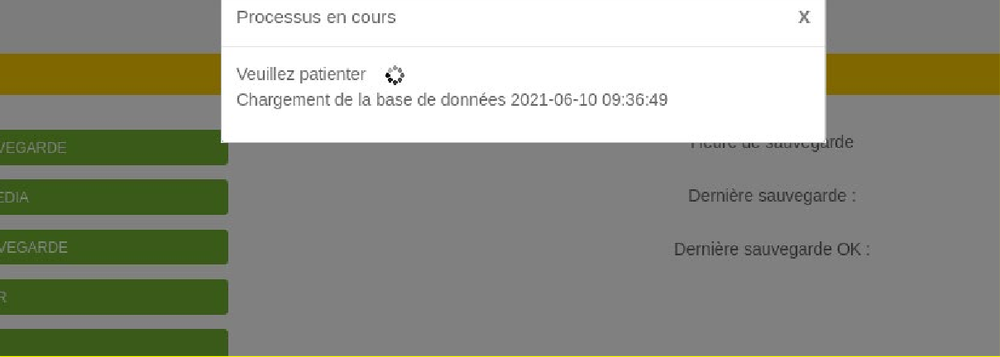 Processus en cours X
Veuillez patienter
Chargement de la base de données 2021-06-10 09:36:49
VEGARDE
Heure de sauvegarde
EDIA
Dernière sauvegarde :
VEGARDE
Dernière sauvegarde OK :
R